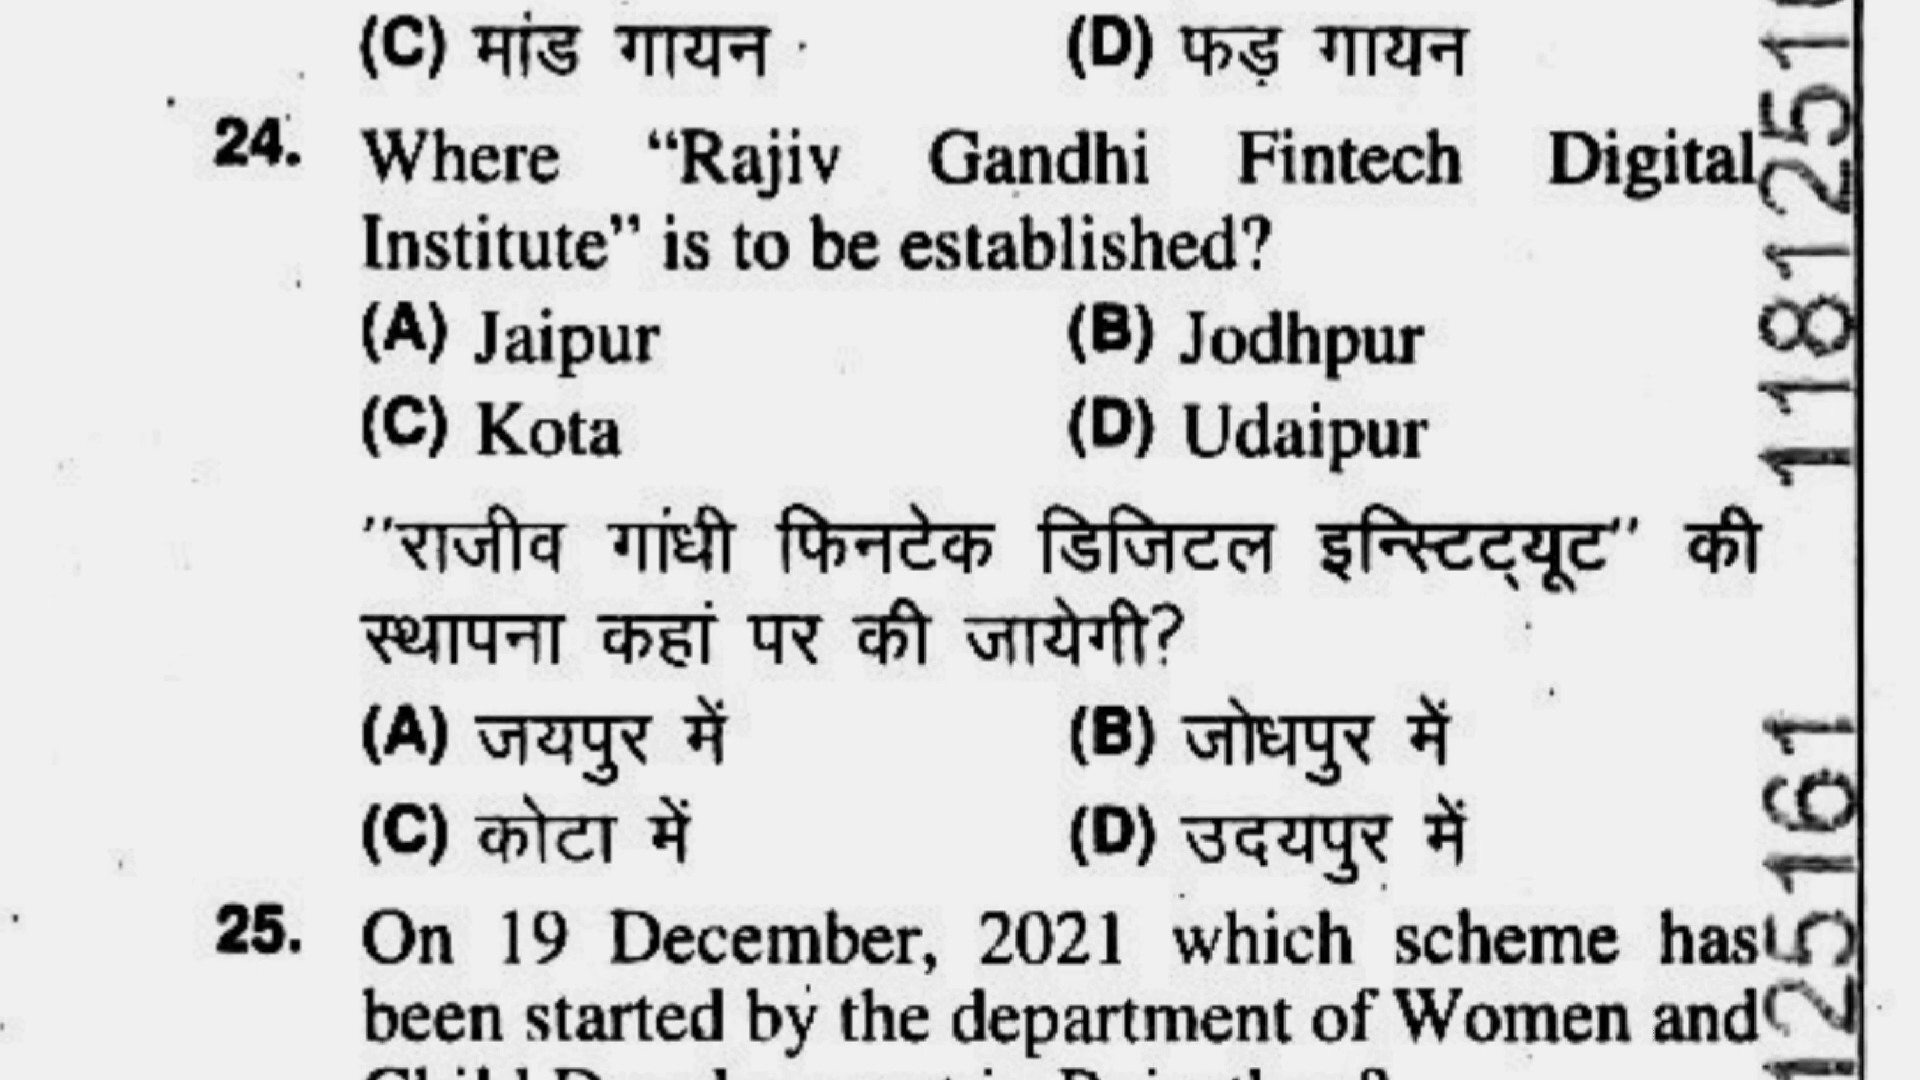 (C) मांड गायन (D) फड़ गायन
24. Where “Rajiv Gandhi Fintech Digital
Institute” is to be established?
(A) Jaipur (B) Jodhpur
(C) Kota (D) Udaipur
"राजीव गांधी फिनटेक डिजिटल इन्स्टिट्यूट" की
स्थापना कहां पर की जायेगी?
(A) जयपुर में (B) जोधपुर में
(C) कोटा में (D) उदयपुर में
25. On 19 December, 2021 which scheme has
been started by the department of Women and